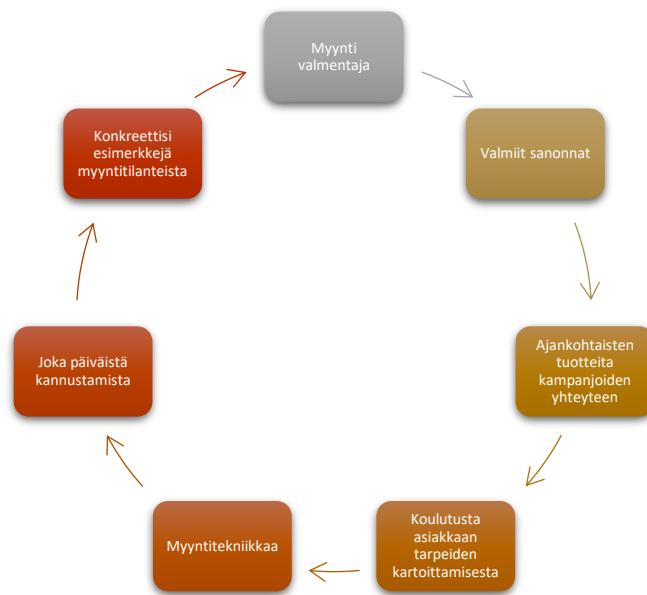 Myynti
valmentaja
Valmiit sanonnat
Ajankohtaisten
tuotteita
kampanjoiden
yhteyteen
Koulutusta
asiakkaan
tarpeiden
kartoittamisesta
Myyntitekniikkaa
Joka päiväistä
kannustamista
Konkreettisi
esimerkkejä
myyntitilanteista